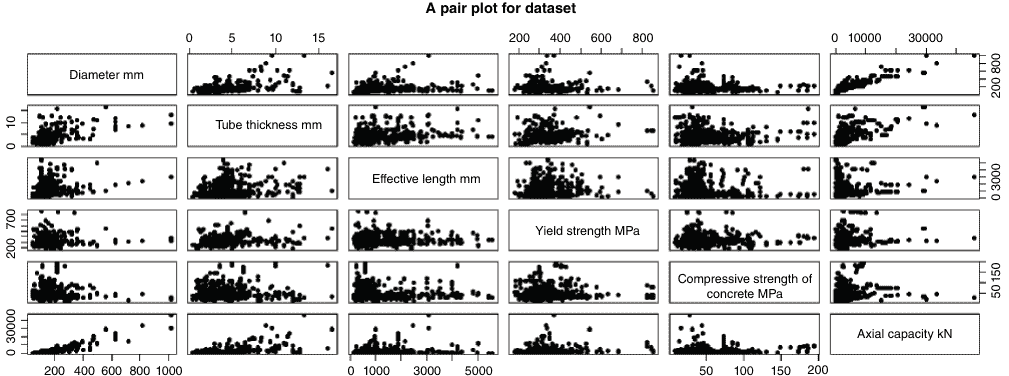 A pair plot for dataset
0 5 10 15
200 400 600 800
0 10000 30000
Diameter mm
200 800
0 10
Tube thickness mm
Effective length mm
0 3000
200 700
Yield strength MPa
Compressive strength of
concrete MPa
50 150
0 30000
Axial capacity kN
200 400 600 800 1000
0 1000 3000 5000
50 100 150 200